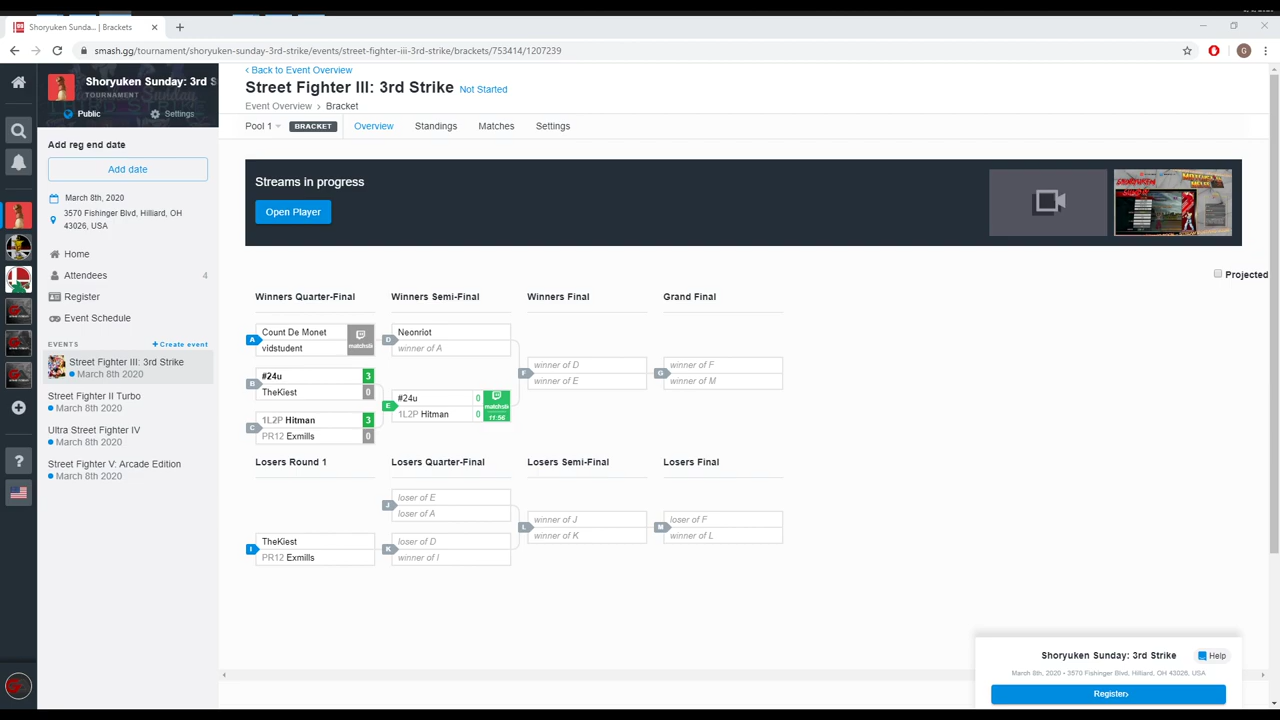 Shoryuken Sunda... | Brackets
smash.gg/tournament/shoryuken-sunday-3rd-strike/events/street-fighter-iii-3rd-strike/brackets/753414/1207239
G
Shoryuken Sunday: 3rd S
TOURNAMENT
Public
Settings
Add reg end date
Add date
March 8th, 2020
3570 Fishinger Blvd, Hilliard, OH
43026, USA
Home
Attendees 4
Register
Event Schedule
EVENTS
+ Create event
Street Fighter III: 3rd Strike
March 8th 2020
Street Fighter II Turbo
March 8th 2020
Ultra Street Fighter IV
March 8th 2020
Street Fighter V: Arcade Edition
March 8th 2020
?
‹ Back to Event Overview
Street Fighter III: 3rd Strike Not Started
Event Overview > Bracket
Pool 1 BRACKET Overview Standings Matches Settings
Streams in progress
Open Player
Projected
Winners Quarter-Final
Winners Semi-Final
Winners Final
Grand Final
A
Count De Monet
vidstudent
D
Neonriot
winner of A
B
#24u 3
TheKiest 0
E
#24u 0
1L2P Hitman 0
11:56
C
1L2P Hitman 3
PR12 Exmills 0
F
winner of D
winner of E
G
winner of F
winner of M
Losers Round 1
Losers Quarter-Final
Losers Semi-Final
Losers Final
J
loser of E
loser of A
I
TheKiest
PR12 Exmills
K
loser of D
winner of I
L
winner of J
winner of K
M
loser of F
winner of L
Shoryuken Sunday: 3rd Strike
Help
March 8th, 2020 • 3570 Fishinger Blvd, Hilliard, OH 43026, USA
Register›